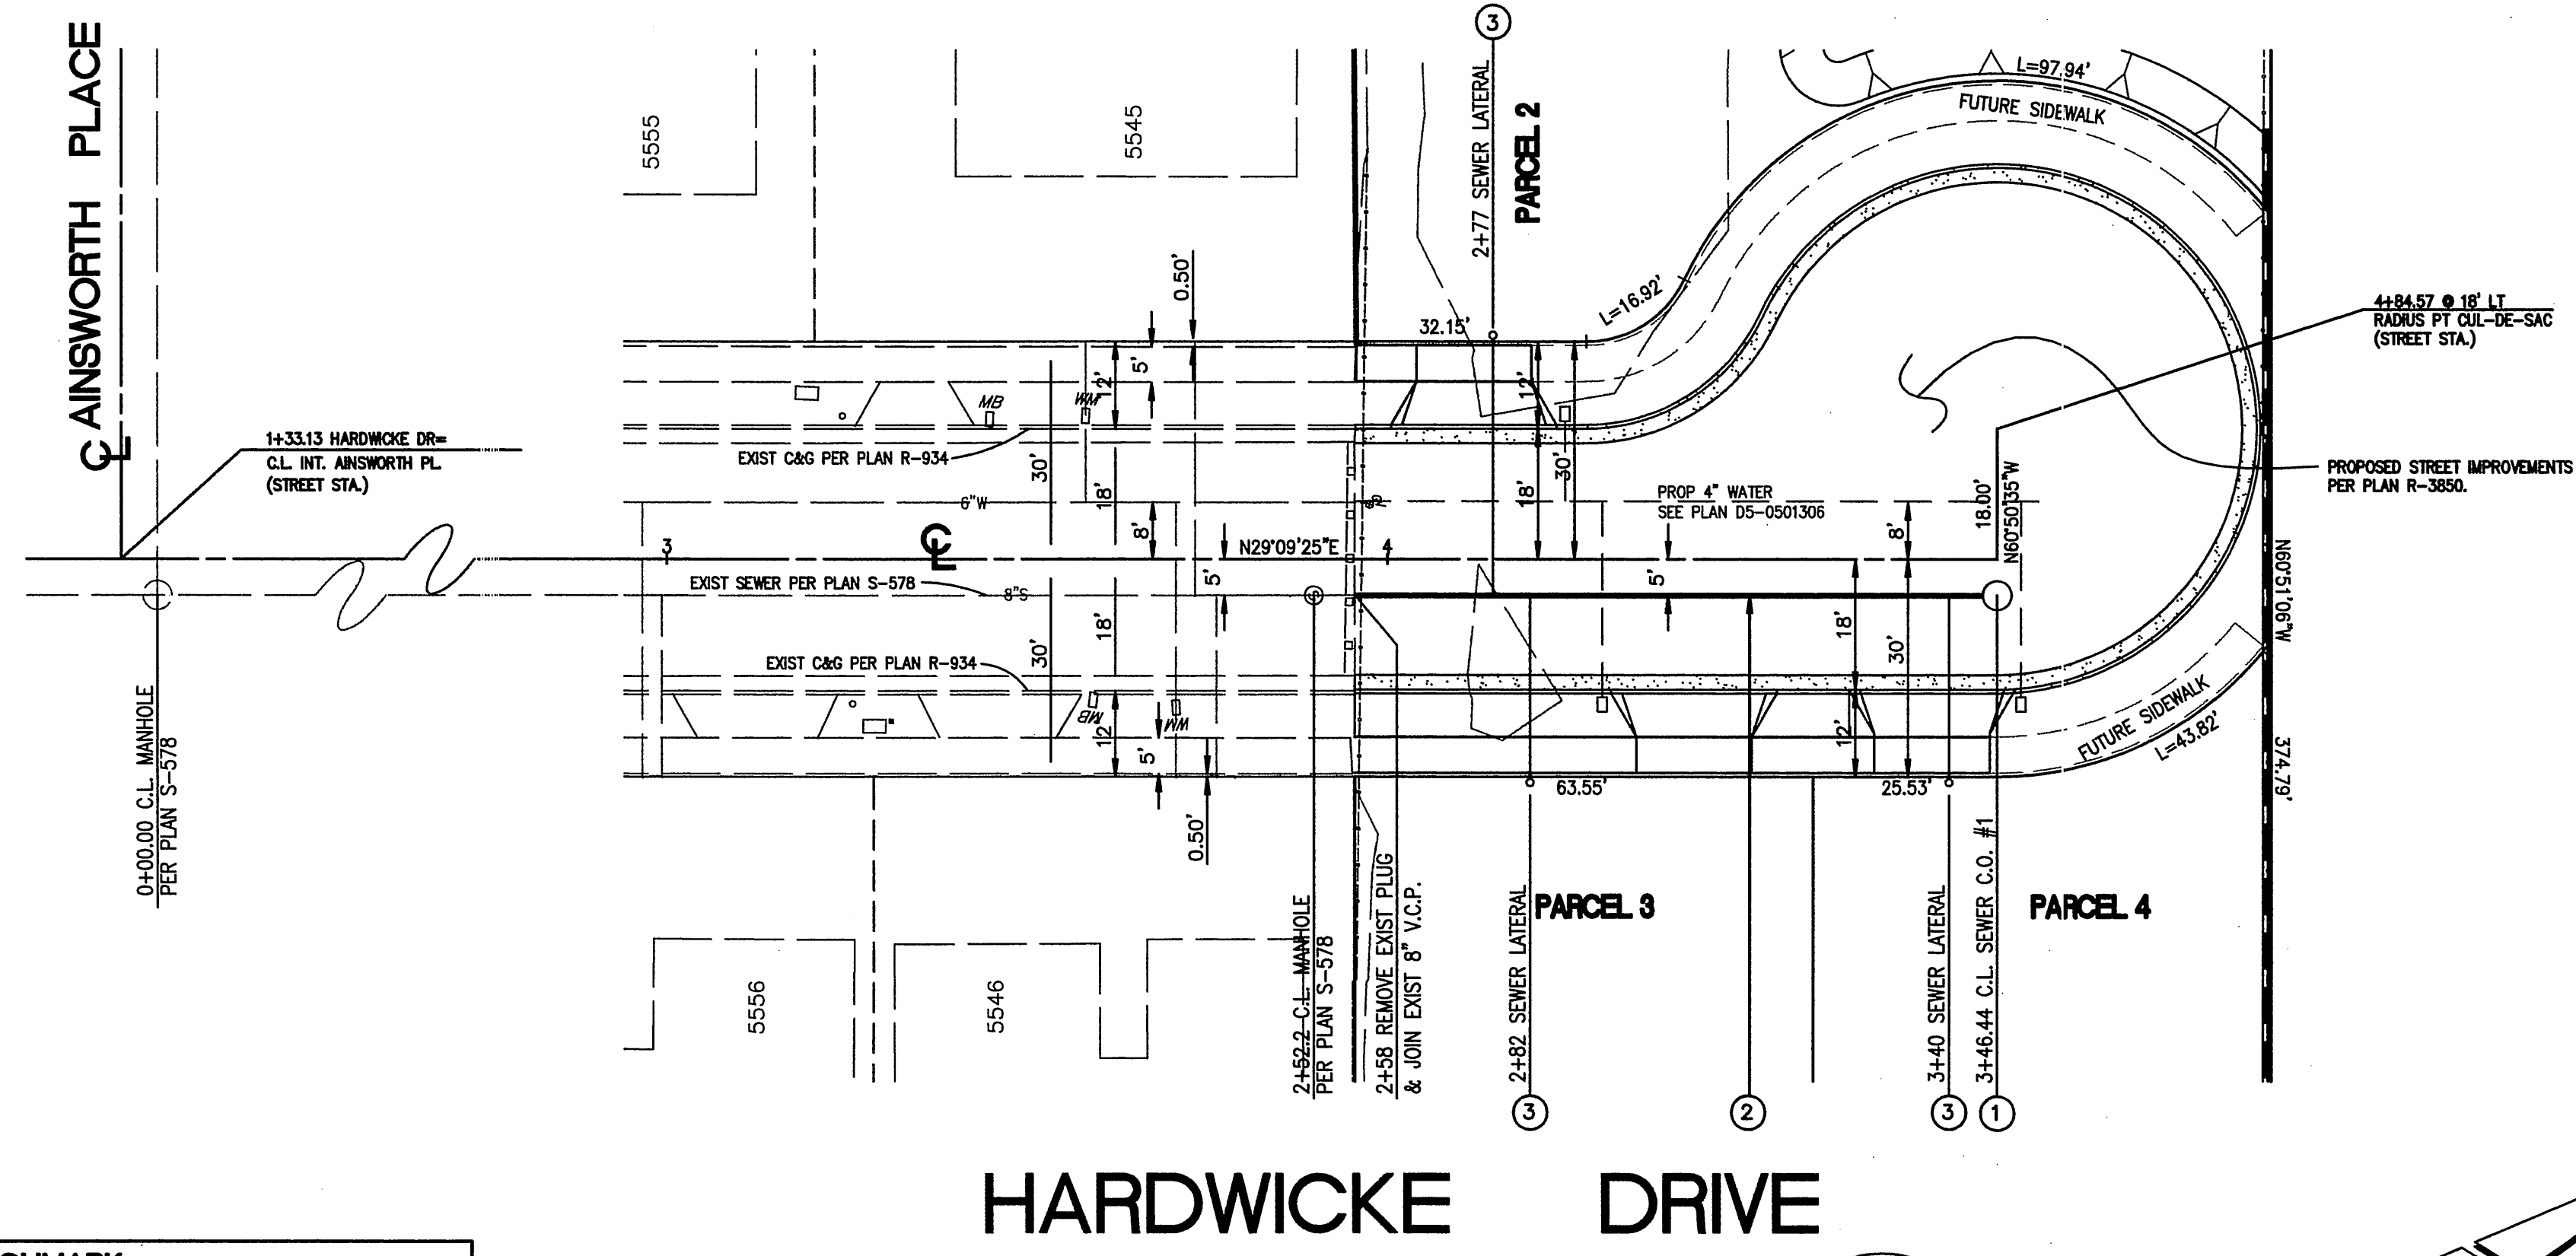 AINSWORTH PLACE
CL
1+33.13 HARDWICKE DR=
C.L. INT. AINSWORTH PL.
(STREET STA.)
0+00.00 C.L. MANHOLE
PER PLAN S-578
5555
5545
MB
WM
EXIST C&G PER PLAN R-934
6"W
3
CL
N29°09'25"E
4
EXIST SEWER PER PLAN S-578
8"S
EXIST C&G PER PLAN R-934
MB
WM
30'
30'
12'
18'
18'
12'
5'
0.50'
8'
5'
5'
0.50'
5556
5546
2+52.2 C.L. MANHOLE
PER PLAN S-578
2+58 REMOVE EXIST PLUG
& JOIN EXIST 8" V.C.P.
3
2+77 SEWER LATERAL
PARCEL 2
32.15'
L=16.92'
L=97.94'
FUTURE SIDEWALK
12'
18'
30'
PROP 4" WATER
SEE PLAN D5-0501306
5'
8'
18.00'
N60°50'35"W
18'
30'
12'
4+84.57 @ 18' LT
RADIUS PT CUL-DE-SAC
(STREET STA.)
PROPOSED STREET IMPROVEMENTS
PER PLAN R-3850.
N60°51'06"W
374.79'
FUTURE SIDEWALK
L=43.82'
63.55'
25.53'
PARCEL 3
PARCEL 4
2+82 SEWER LATERAL
3+40 SEWER LATERAL
3+46.44 C.L. SEWER C.O. #1
3
2
3
1
HARDWICKE DRIVE